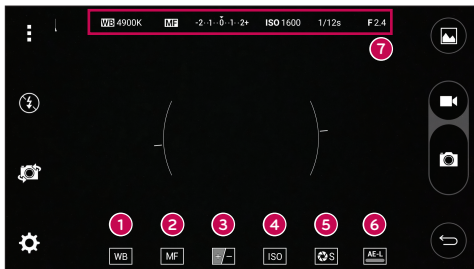 WB 4900K MF -2··1··0··1··2+ ISO 1600 1/12s F 2.4
7
1 2 3 4 5 6
WB MF +/- ISO S AE-L